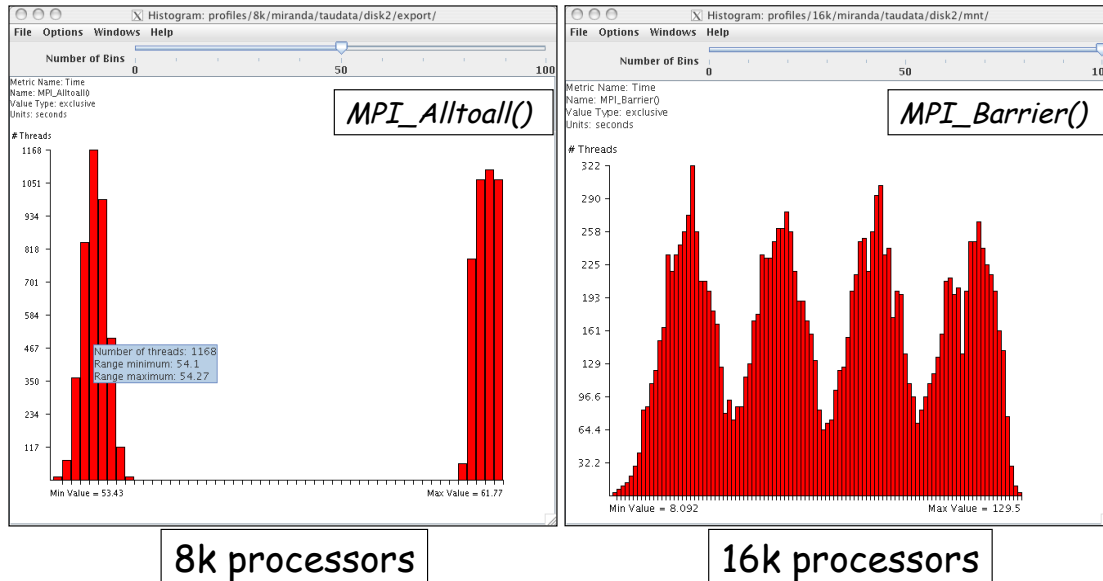 Histogram: profiles/8k/miranda/taudata/disk2/export/
File Options Windows Help
Number of Bins
0 50 100
Metric Name: Time
Name: MPI_Alltoall()
Value Type: exclusive
Units: seconds
MPI_Alltoall()
# Threads
1168
1051
934
818
701
584
467
350
234
117
Number of threads: 1168
Range minimum: 54.1
Range maximum: 54.27
Min Value = 53.43
Max Value = 61.77
8k processors
Histogram: profiles/16k/miranda/taudata/disk2/mnt/
File Options Windows Help
Number of Bins
0 50 100
Metric Name: Time
Name: MPI_Barrier()
Value Type: exclusive
Units: seconds
MPI_Barrier()
# Threads
322
290
258
225
193
161
129
96.6
64.4
32.2
Min Value = 8.092
Max Value = 129.5
16k processors